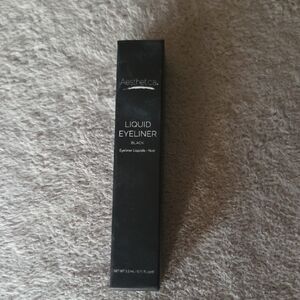 Aesthetica
LIQUID
EYELINER
BLACK
Eyeliner Liquide - Noir